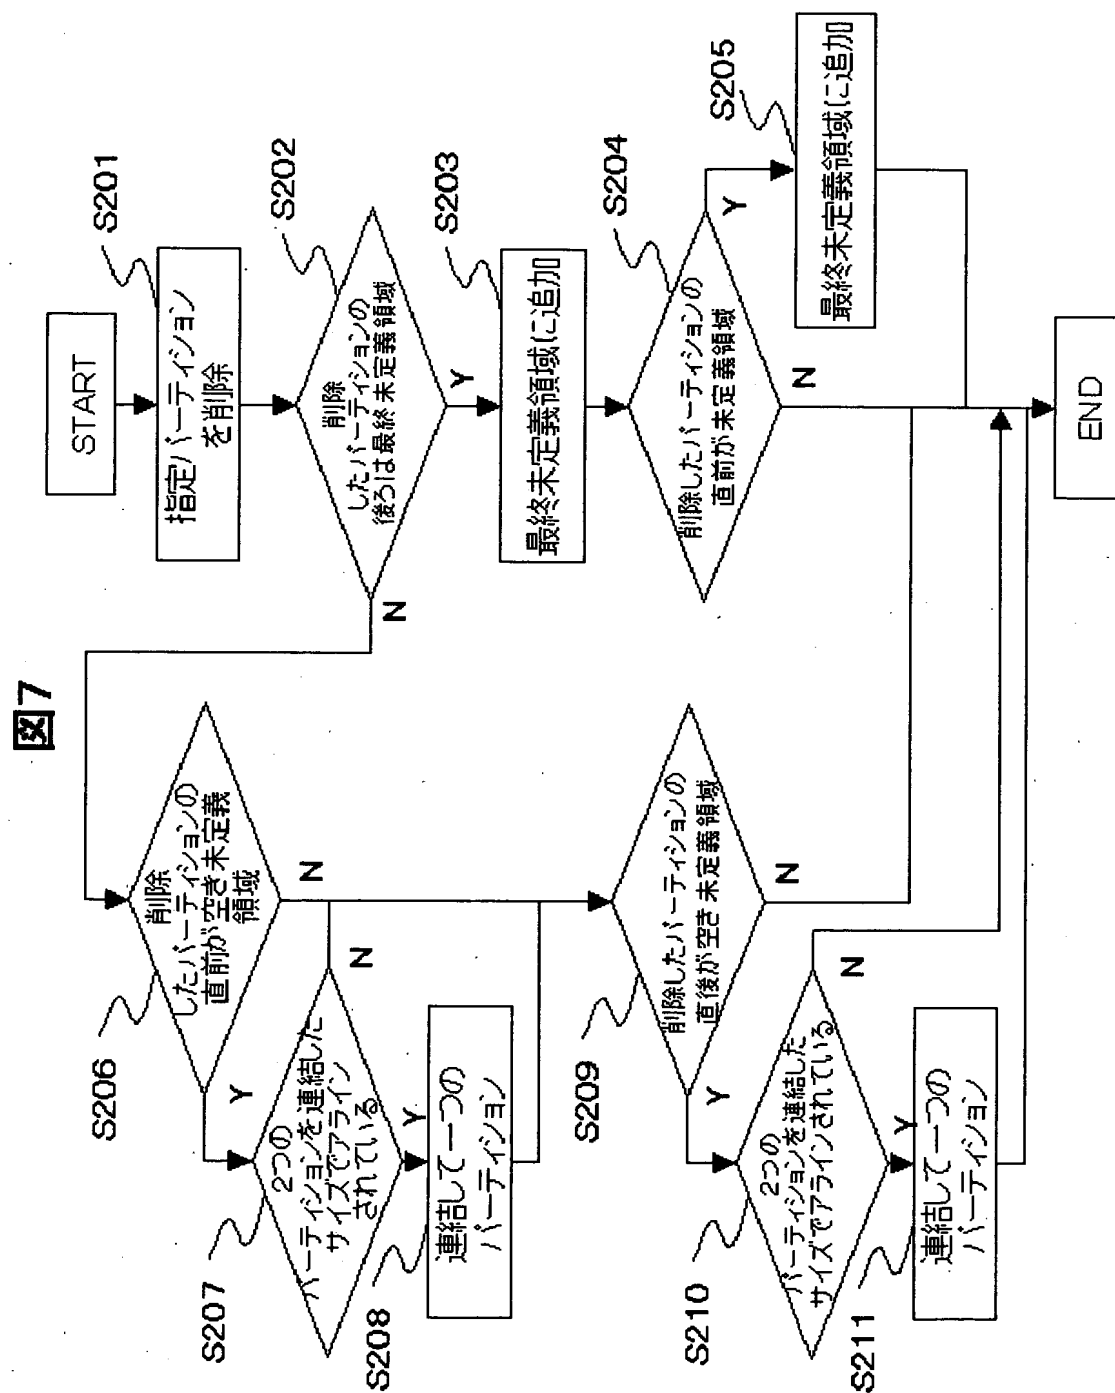 図7
START
指定パーティション
を削除
S201
削除
したパーティションの
後ろは最終未定義領域
S202
Y
N
最終未定義領域に追加
S203
削除したパーティションの
直前が未定義領域
S204
Y
N
最終未定義領域に追加
S205
削除
したパーティションの
直前が空き未定義
領域
S206
Y
N
2つの
パーティションを連結した
サイズでアライン
されている
S207
Y
N
連結して一つの
パーティション
S208
削除したパーティションの
直後が空き未定義領域
S209
Y
N
2つの
パーティションを連結した
サイズでアラインされている
S210
Y
N
連結して一つの
パーティション
S211
END